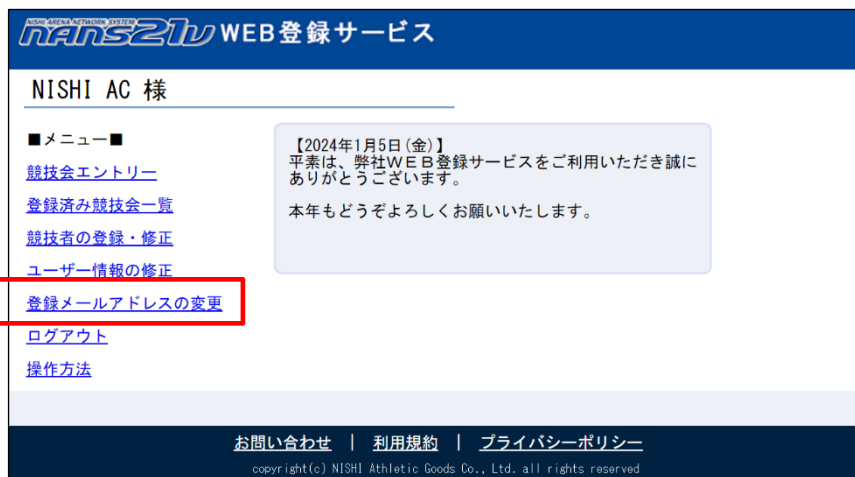 NISHI ARENA NETWORK SYSTEM
NANS21V WEB登録サービス
NISHI AC 様
■メニュー■
競技会エントリー
登録済み競技会一覧
競技者の登録・修正
ユーザー情報の修正
登録メールアドレスの変更
ログアウト
操作方法
【2024年1月5日(金)】
平素は、弊社WEB登録サービスをご利用いただき誠に
ありがとうございます。
本年もどうぞよろしくお願いいたします。
お問い合わせ | 利用規約 | プライバシーポリシー
copyright(c) NISHI Athletic Goods Co., Ltd. all rights reserved